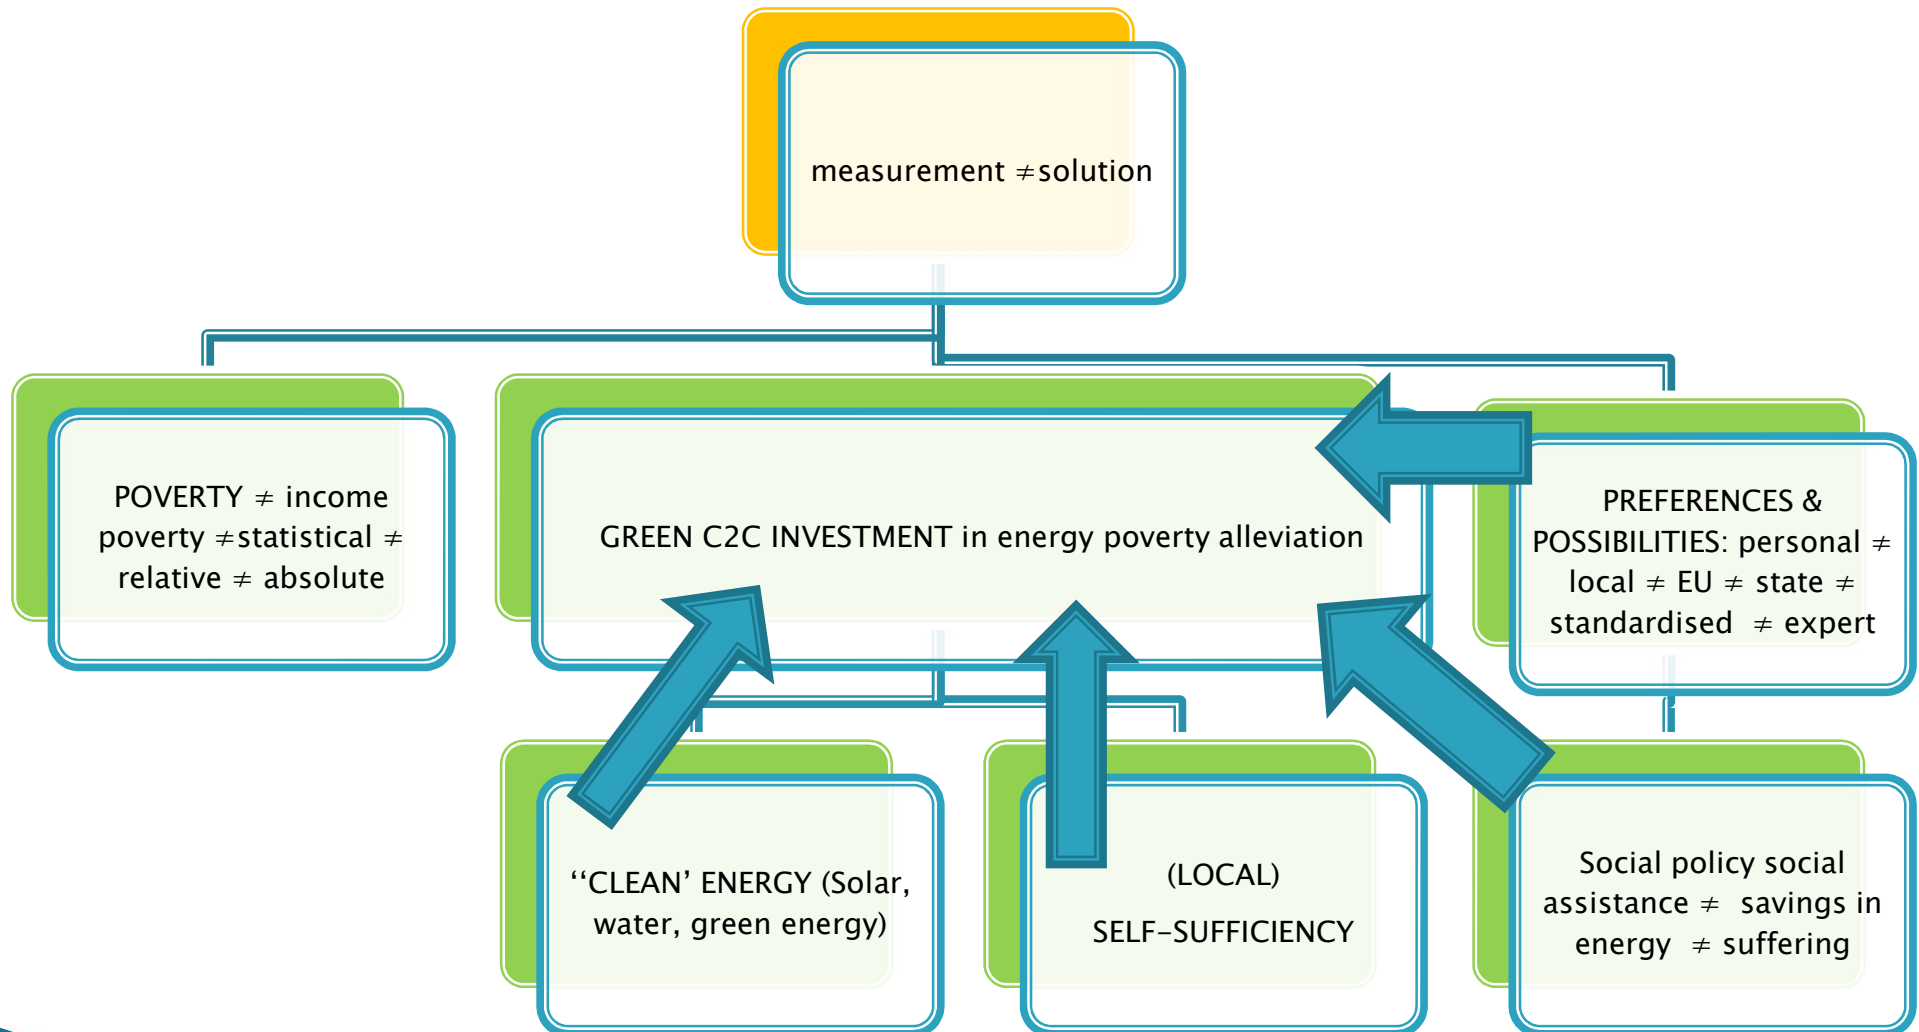 measurement ≠solution
POVERTY ≠ income
poverty ≠statistical ≠
relative ≠ absolute
GREEN C2C INVESTMENT in energy poverty alleviation
PREFERENCES &
POSSIBILITIES: personal ≠
local ≠ EU ≠ state ≠
standardised ≠ expert
‘‘CLEAN’ ENERGY (Solar,
water, green energy)
(LOCAL)
SELF-SUFFICIENCY
Social policy social
assistance ≠ savings in
energy ≠ suffering